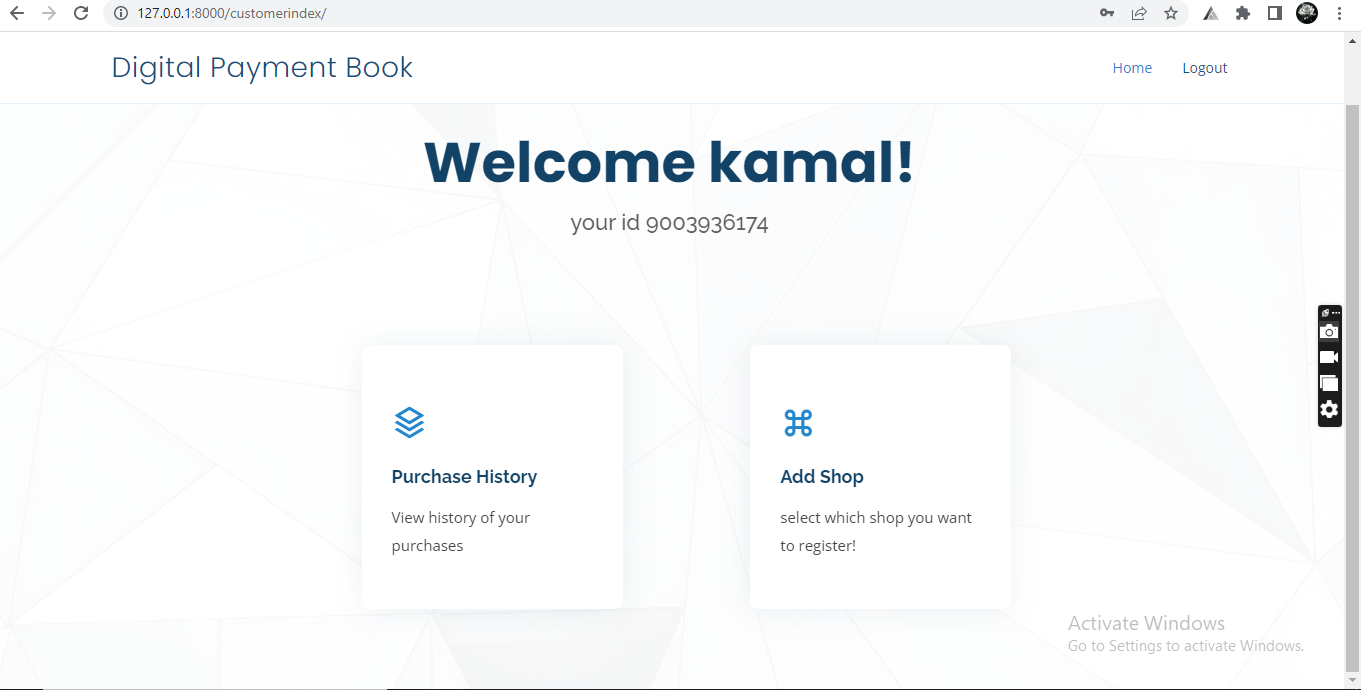 127.0.0.1:8000/customerindex/
Digital Payment Book
Home Logout
Welcome kamal!
your id 9003936174
Purchase History
View history of your
purchases
Add Shop
select which shop you want
to register!
Activate Windows
Go to Settings to activate Windows.